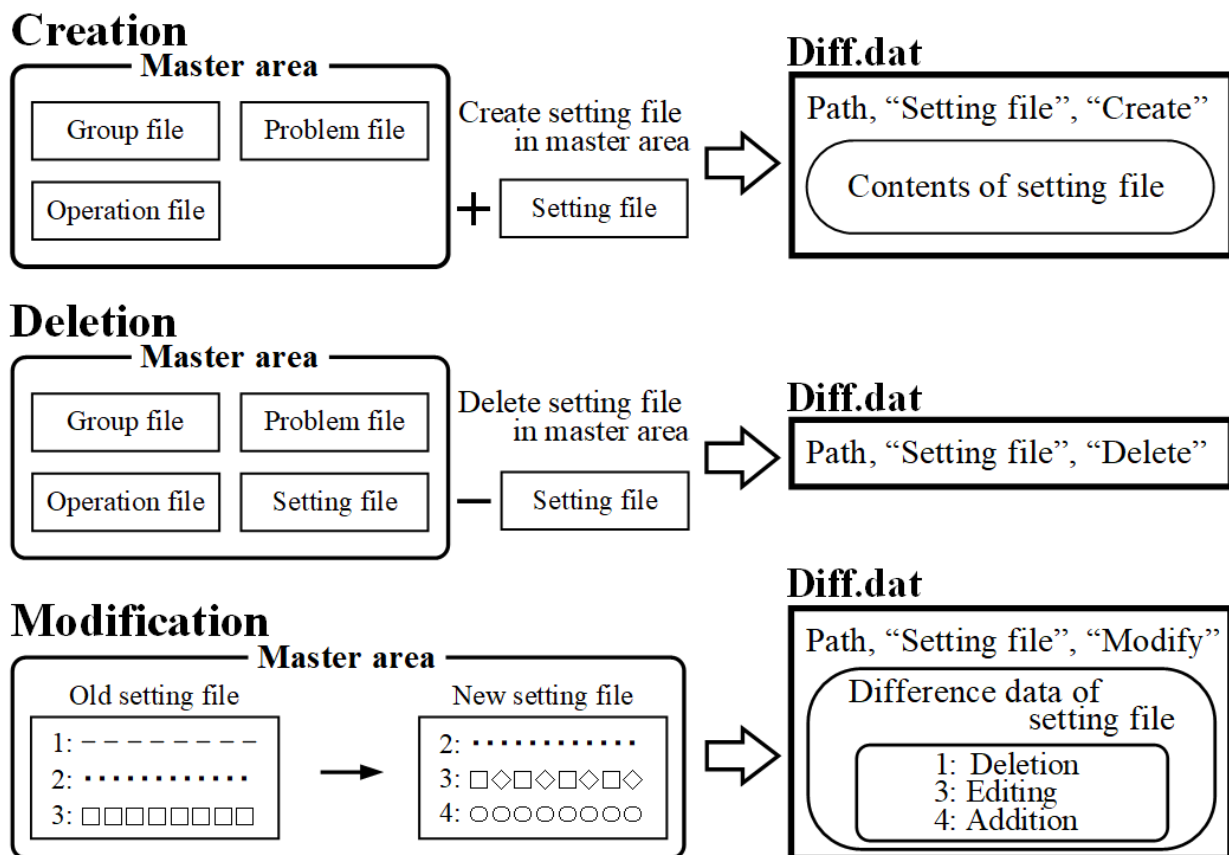 Creation
Master area
Group file
Problem file
Operation file
Create setting file
in master area
+
Setting file
Diff.dat
Path, “Setting file”, “Create”
Contents of setting file
Deletion
Master area
Group file
Problem file
Operation file
Setting file
Delete setting file
in master area
−
Setting file
Diff.dat
Path, “Setting file”, “Delete”
Modification
Master area
Old setting file
1:
2:
3:
New setting file
2:
3:
4:
Diff.dat
Path, “Setting file”, “Modify”
Difference data of
setting file
1: Deletion
3: Editing
4: Addition